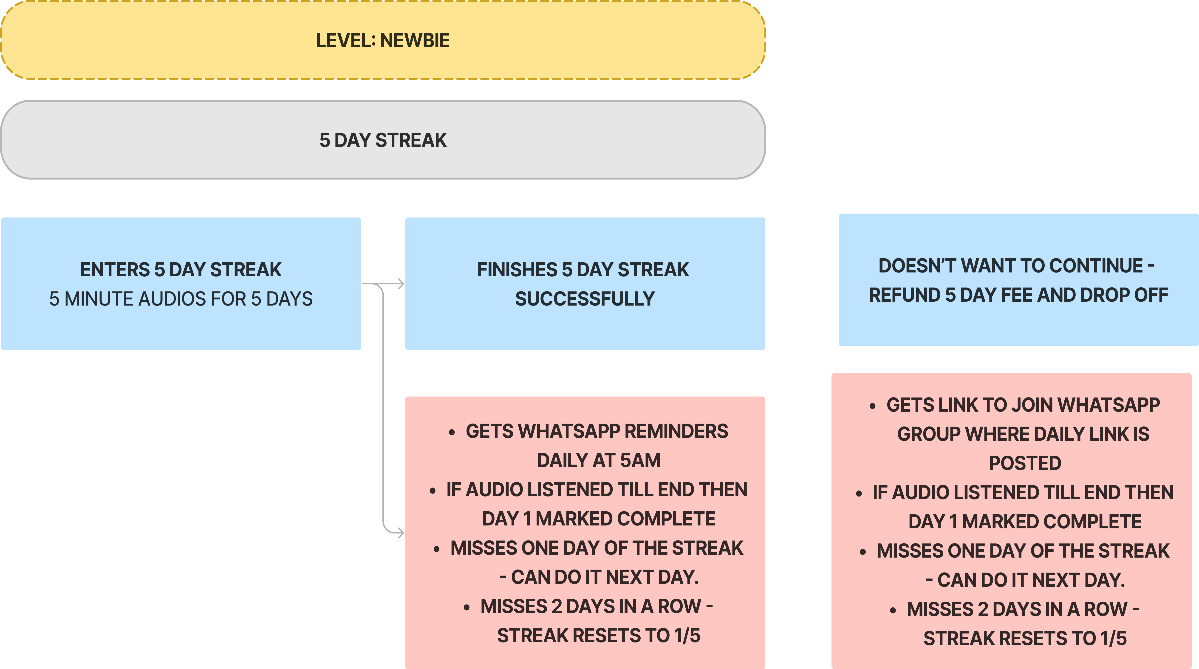 LEVEL: NEWBIE
5 DAY STREAK
ENTERS 5 DAY STREAK
5 MINUTE AUDIOS FOR 5 DAYS
FINISHES 5 DAY STREAK
SUCCESSFULLY
DOESN’T WANT TO CONTINUE -
REFUND 5 DAY FEE AND DROP OFF
• GETS WHATSAPP REMINDERS
DAILY AT 5AM
• IF AUDIO LISTENED TILL END THEN
DAY 1 MARKED COMPLETE
• MISSES ONE DAY OF THE STREAK
- CAN DO IT NEXT DAY.
• MISSES 2 DAYS IN A ROW -
STREAK RESETS TO 1/5
• GETS LINK TO JOIN WHATSAPP
GROUP WHERE DAILY LINK IS
POSTED
• IF AUDIO LISTENED TILL END THEN
DAY 1 MARKED COMPLETE
• MISSES ONE DAY OF THE STREAK
- CAN DO IT NEXT DAY.
• MISSES 2 DAYS IN A ROW -
STREAK RESETS TO 1/5